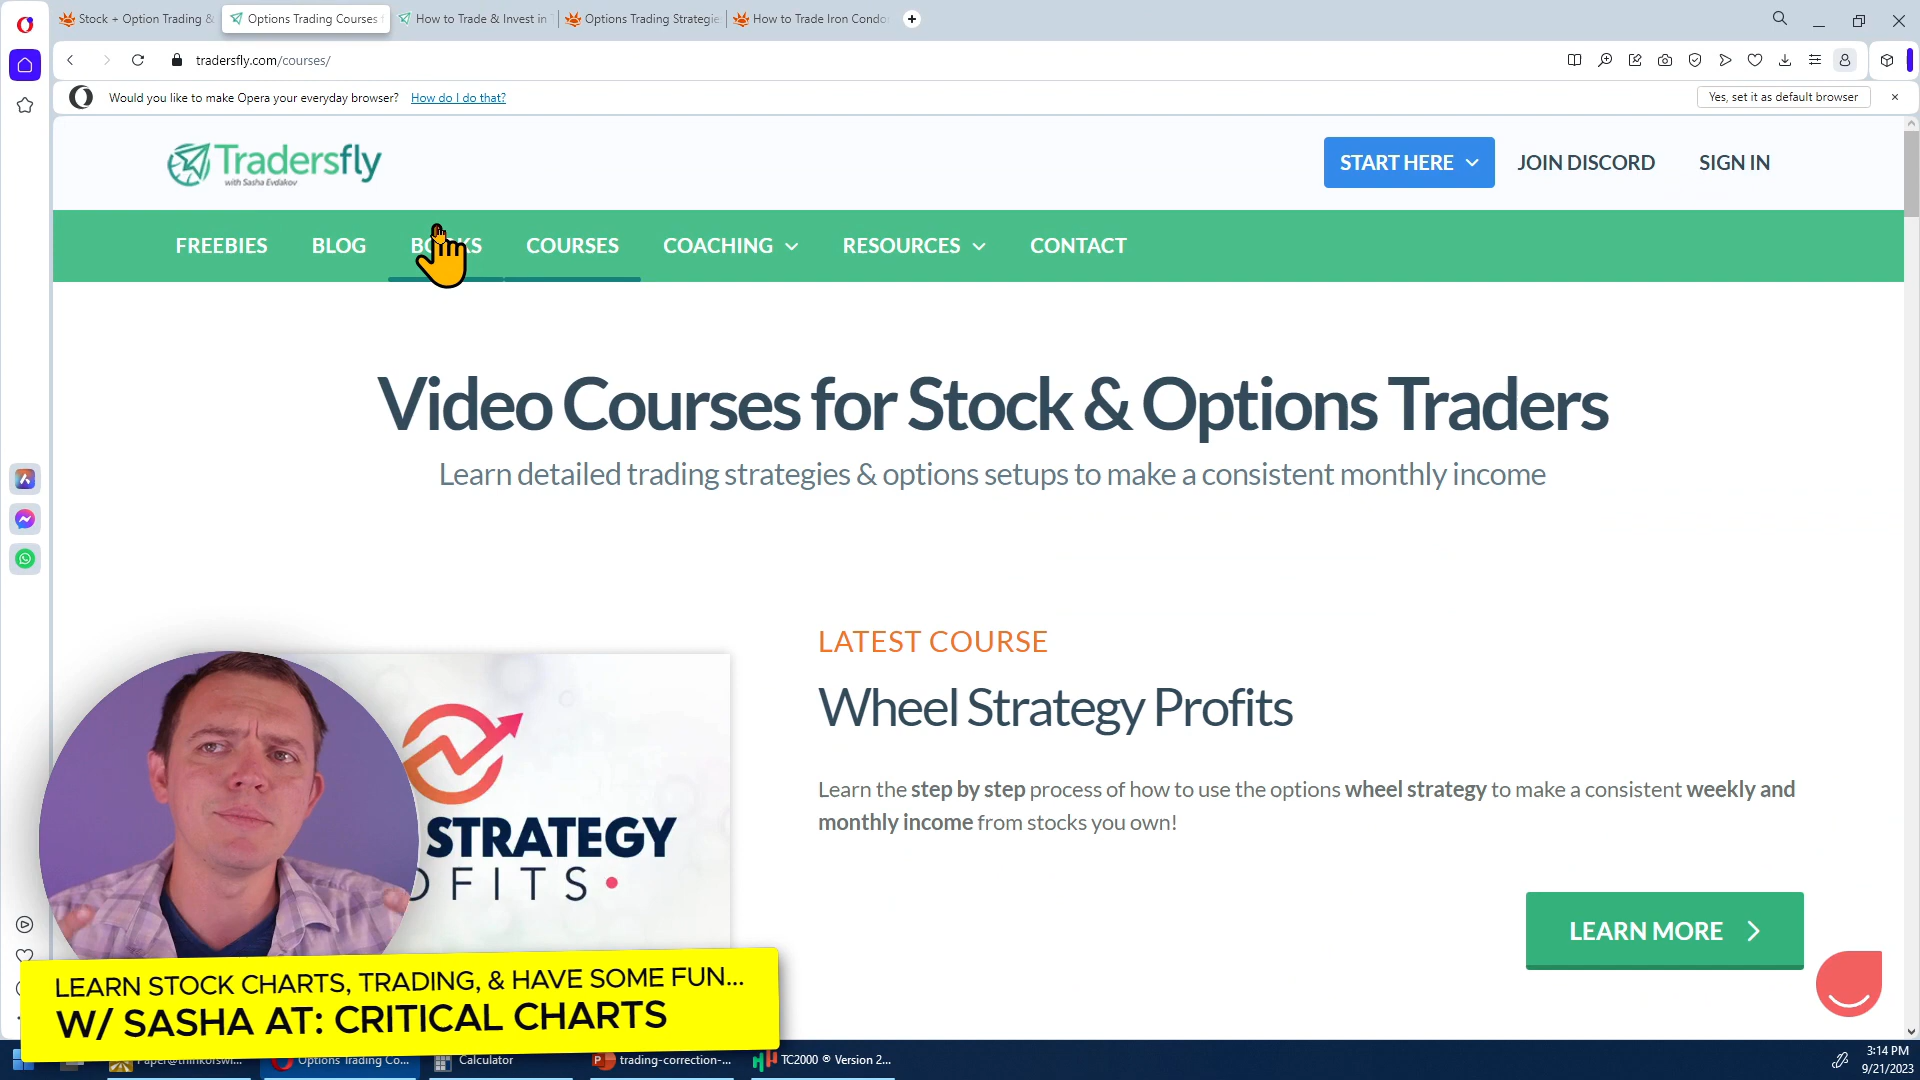 Stock + Option Trading &
Options Trading Courses
How to Trade & Invest in
Options Trading Strategie
How to Trade Iron Condo
tradersfly.com/courses/
Would you like to make Opera your everyday browser? How do I do that?
Yes, set it as default browser
Tradersfly
with Sasha Evdakov
START HERE
JOIN DISCORD
SIGN IN
FREEBIES
BLOG
BOOKS
COURSES
COACHING
RESOURCES
CONTACT
Video Courses for Stock & Options Traders
Learn detailed trading strategies & options setups to make a consistent monthly income
LATEST COURSE
Wheel Strategy Profits
Learn the step by step process of how to use the options wheel strategy to make a consistent weekly and
monthly income from stocks you own!
STRATEGY
OFITS
LEARN MORE
LEARN STOCK CHARTS, TRADING, & HAVE SOME FUN...
W/ SASHA AT: CRITICAL CHARTS
Paper@thinkorswi...
Options Trading Co...
Calculator
trading-correction-...
TC2000 ® Version 2...
3:14 PM
9/21/2023